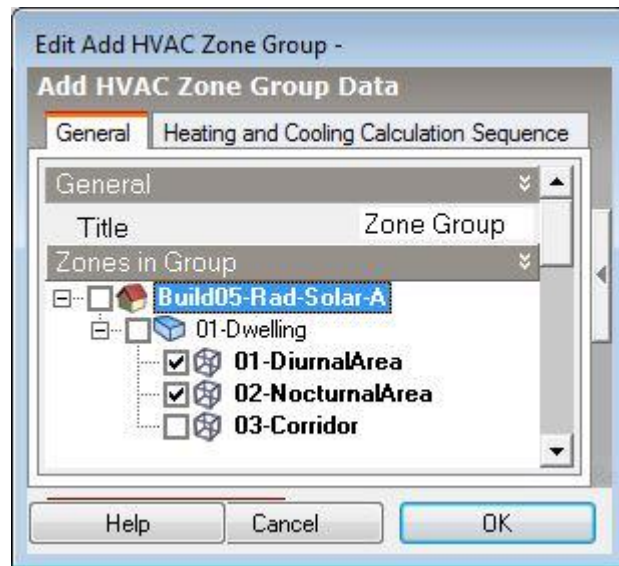 Edit Add HVAC Zone Group -
Add HVAC Zone Group Data
General Heating and Cooling Calculation Sequence
General
Title Zone Group
Zones in Group
Build05-Rad-Solar-A
01-Dwelling
01-DiurnalArea
02-NocturnalArea
03-Corridor
Help Cancel OK